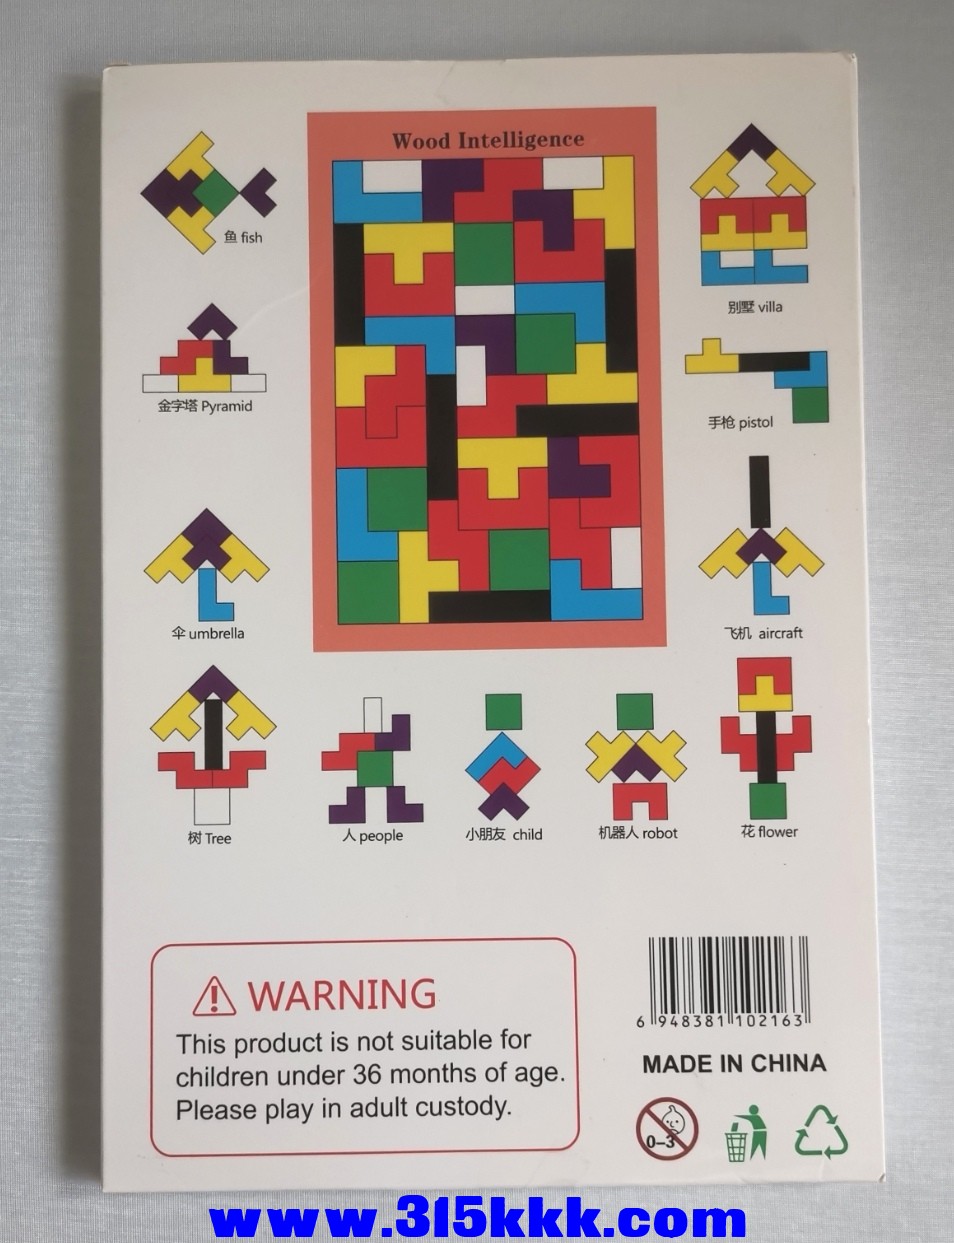 Wood Intelligence
鱼 fish
别墅 villa
金字塔 Pyramid
手枪 pistol
伞 umbrella
飞机 aircraft
树 Tree
人 people
小朋友 child
机器人 robot
花 flower
WARNING
This product is not suitable for
children under 36 months of age.
Please play in adult custody.
6 948381 102163
MADE IN CHINA
0-3
www.315kkk.com